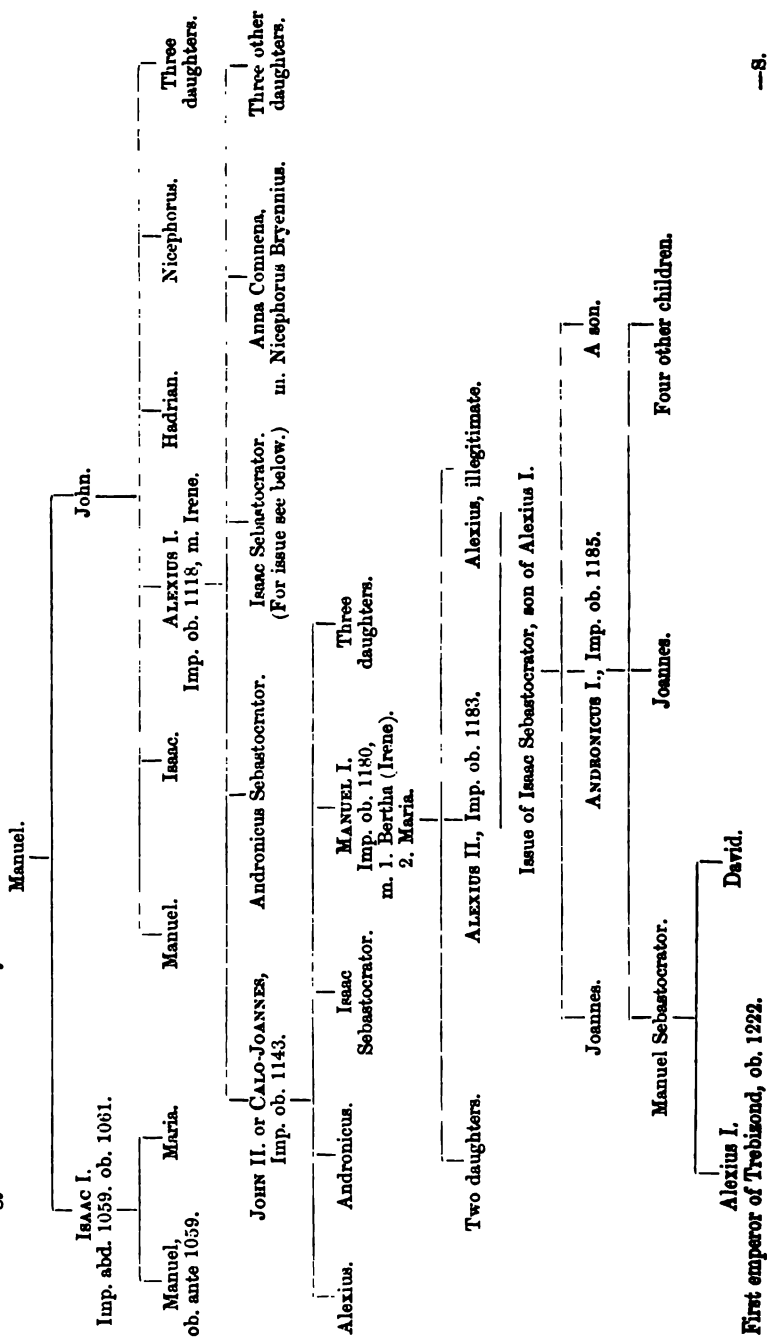 Manuel.
ISAAC I.
Imp. abd. 1059. ob. 1061.
John.
Manuel,
ob. ante 1059.
Maria.
Manuel.
Isaac.
ALEXIUS I.
Imp. ob. 1118, m. Irene.
Hadrian.
Nicephorus.
Three
daughters.
JOHN II. or CALO-JOANNES,
Imp. ob. 1143.
Andronicus Sebastocrator.
Isaac Sebastocrator.
(For issue see below.)
Anna Comnena,
m. Nicephorus Bryennius.
Three other
daughters.
Alexius.
Andronicus.
Isaac
Sebastocrator.
MANUEL I.
Imp. ob. 1180,
m. 1. Bertha (Irene).
2. Maria.
Three
daughters.
Two daughters.
ALEXIUS II., Imp. ob. 1183.
Alexius, illegitimate.
Issue of Isaac Sebastocrator, son of Alexius I.
Joannes.
ANDRONICUS I., Imp. ob. 1185.
A son.
Manuel Sebastocrator.
Joannes.
Four other children.
Alexius I.
First emperor of Trebizond, ob. 1222.
David.
—S.